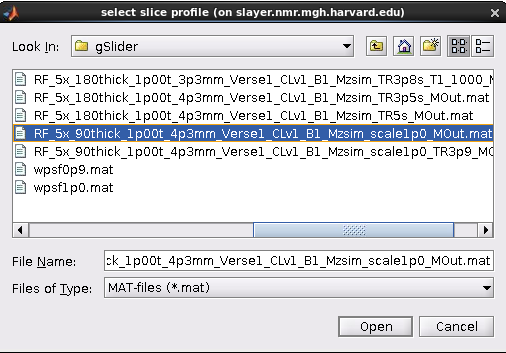 select slice profile (on slayer.nmr.mgh.harvard.edu)
Look In: gSlider
RF_5x_180thick_1p00t_3p3mm_Verse1_CLv1_B1_Mzsim_TR3p8s_T1_1000_M
RF_5x_180thick_1p00t_4p3mm_Verse1_CLv1_B1_Mzsim_TR3p5s_MOut.mat
RF_5x_180thick_1p00t_4p3mm_Verse1_CLv1_B1_Mzsim_TR5s_MOut.mat
RF_5x_90thick_1p00t_4p3mm_Verse1_CLv1_B1_Mzsim_scale1p0_MOut.mat
RF_5x_90thick_1p00t_4p3mm_Verse1_CLv1_B1_Mzsim_scale1p0_TR3p9_MO
wpsf0p9.mat
wpsf1p0.mat
File Name: ck_1p00t_4p3mm_Verse1_CLv1_B1_Mzsim_scale1p0_MOut.mat
Files of Type: MAT-files (*.mat)
Open Cancel